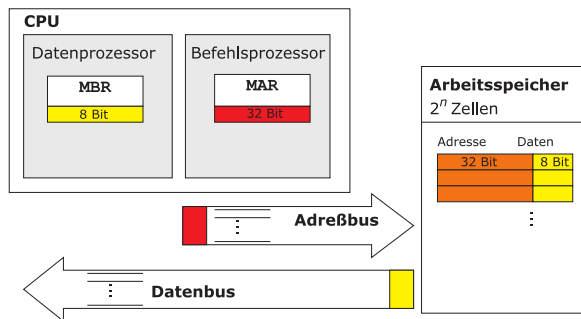 CPU
Datenprozessor
MBR
8 Bit
Befehlsprozessor
MAR
32 Bit
Arbeitsspeicher
2ⁿ Zellen
Adresse Daten
32 Bit 8 Bit
Adreßbus
Datenbus